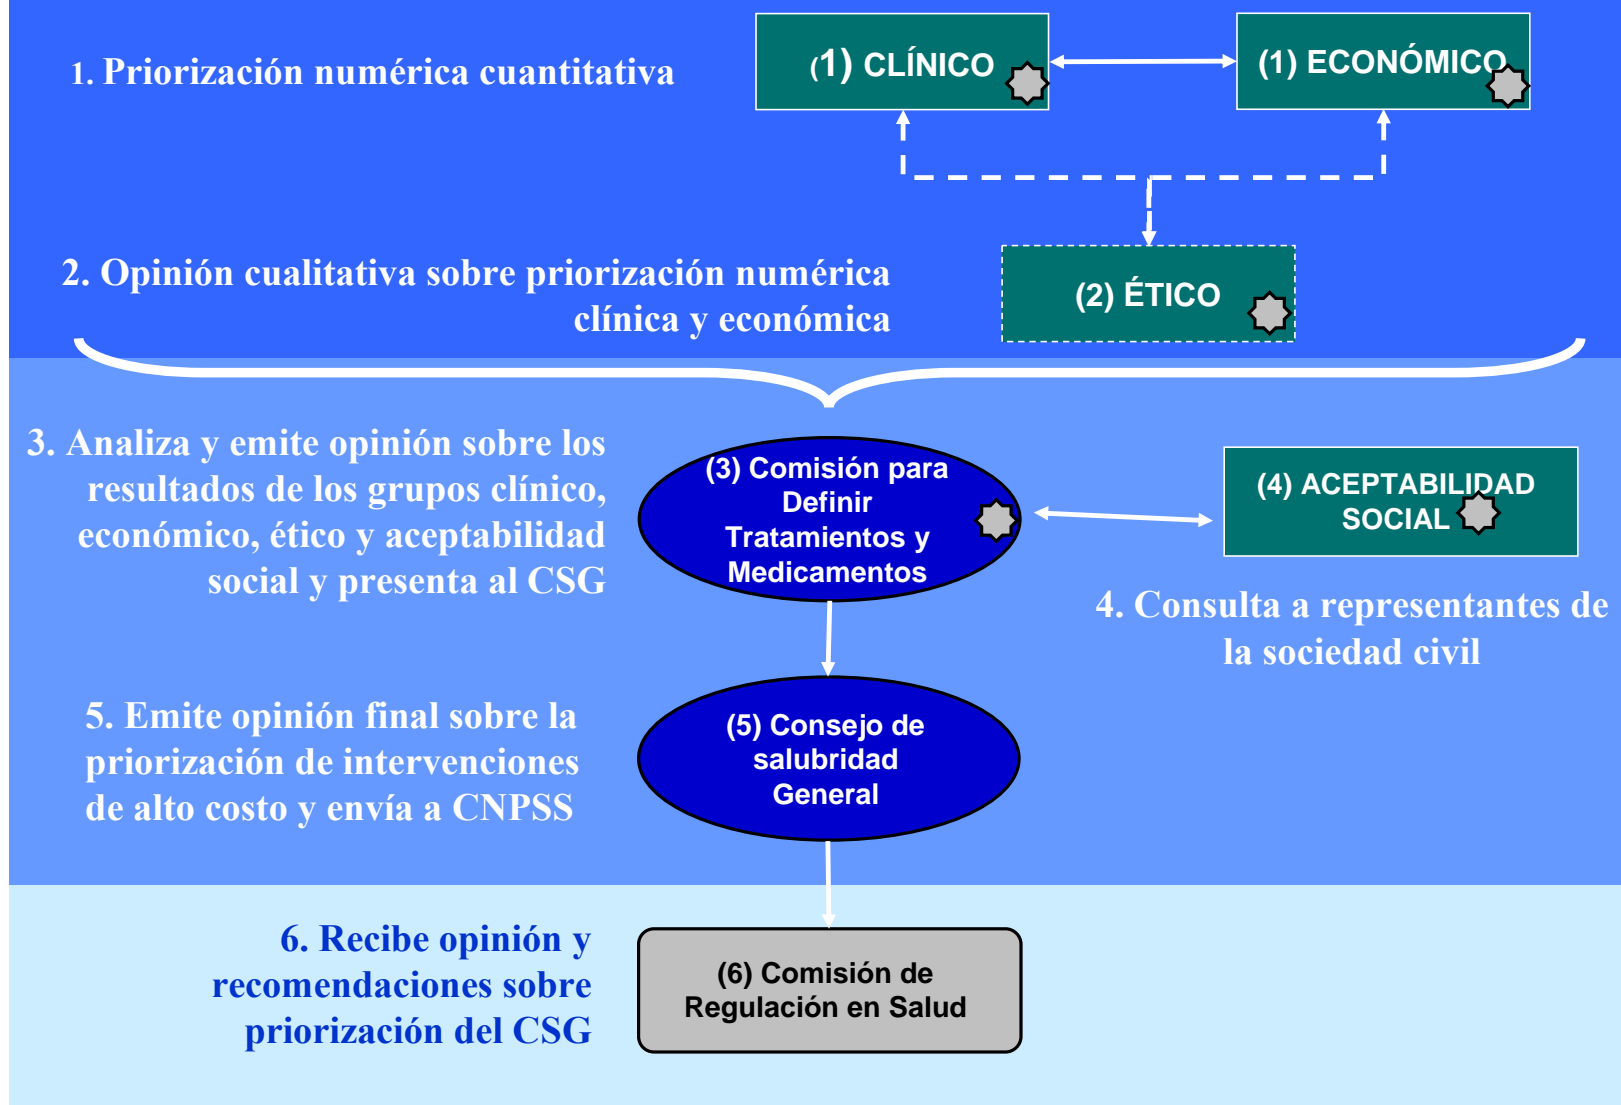 1. Priorización numérica cuantitativa
(1) CLÍNICO
(1) ECONÓMICO
2. Opinión cualitativa sobre priorización numérica
clínica y económica
(2) ÉTICO
3. Analiza y emite opinión sobre los
resultados de los grupos clínico,
económico, ético y aceptabilidad
social y presenta al CSG
(3) Comisión para
Definir
Tratamientos y
Medicamentos
(4) ACEPTABILIDAD
SOCIAL
4. Consulta a representantes de
la sociedad civil
5. Emite opinión final sobre la
priorización de intervenciones
de alto costo y envía a CNPSS
(5) Consejo de
salubridad
General
6. Recibe opinión y
recomendaciones sobre
priorización del CSG
(6) Comisión de
Regulación en Salud